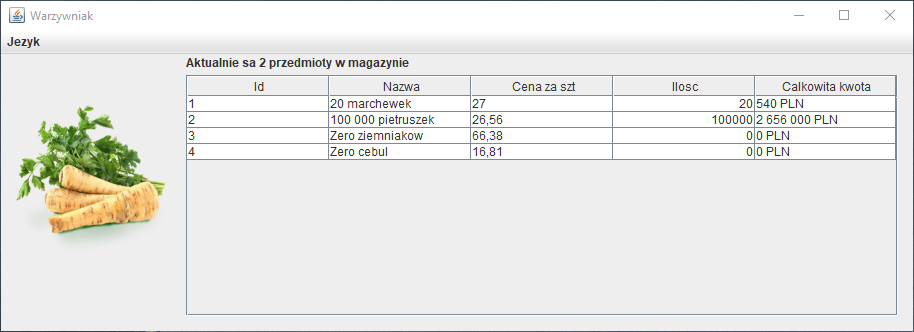 Warzywniak
Jezyk
Aktualnie sa 2 przedmioty w magazynie
Id Nazwa Cena za szt Ilosc Calkowita kwota
1 20 marchewek 27 20 540 PLN
2 100 000 pietruszek 26,56 100000 2 656 000 PLN
3 Zero ziemniakow 66,38 0 0 PLN
4 Zero cebul 16,81 0 0 PLN